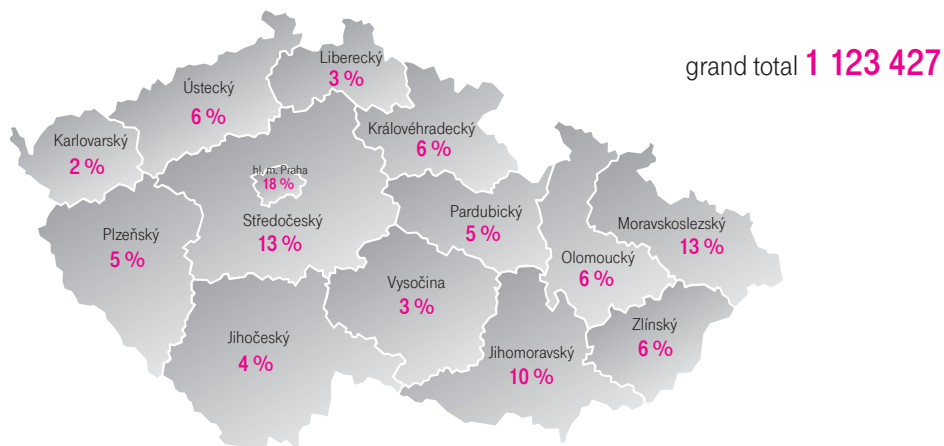 grand total 1 123 427
Liberecký
3 %
Ústecký
6 %
Královéhradecký
6 %
Karlovarský
2 %
hl. m. Praha
18 %
Středočeský
13 %
Pardubický
5 %
Moravskoslezský
13 %
Plzeňský
5 %
Olomoucký
6 %
Vysočina
3 %
Zlínský
6 %
Jihočeský
4 %
Jihomoravský
10 %